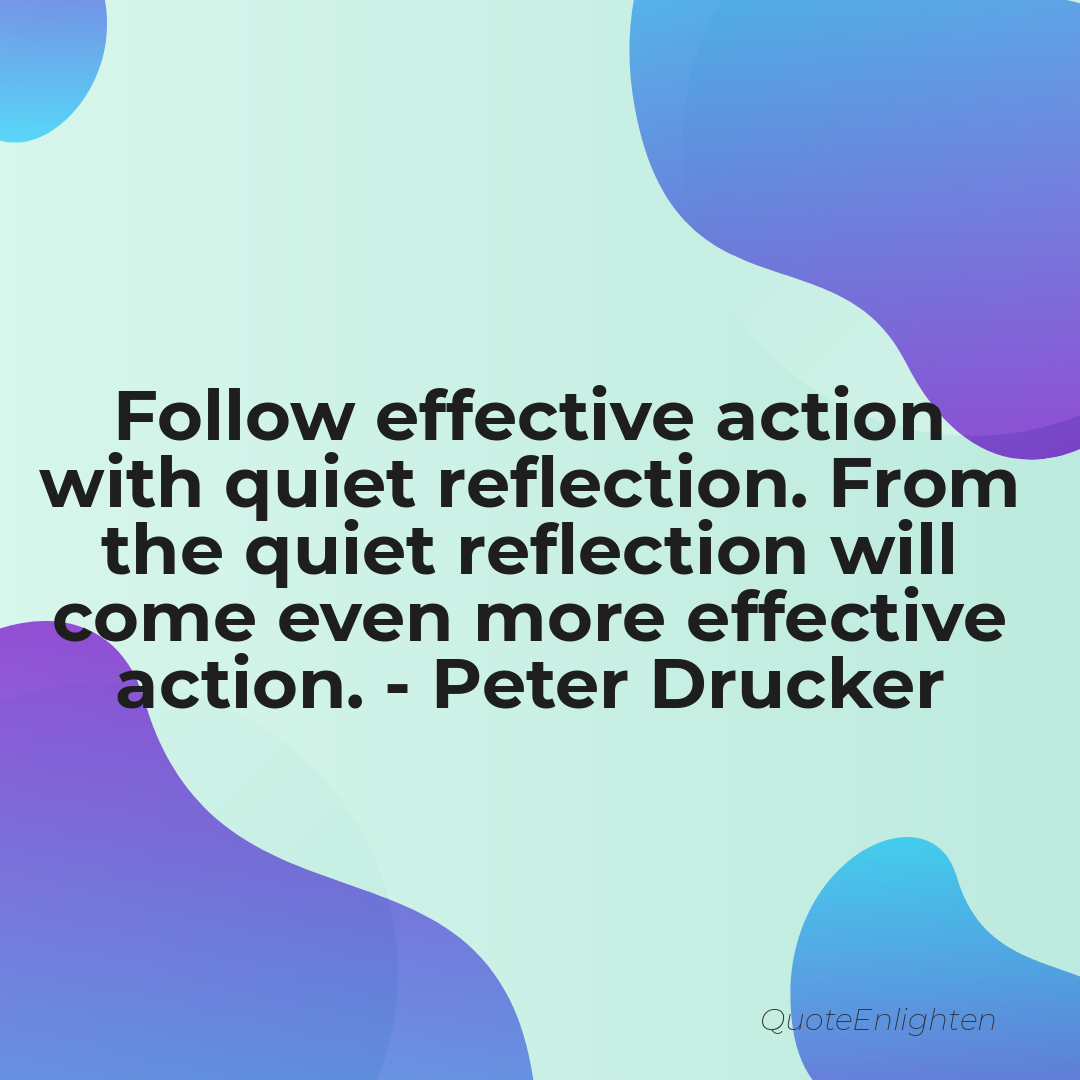 Follow effective action
with quiet reflection. From
the quiet reflection will
come even more effective
action. - Peter Drucker
QuoteEnlighten